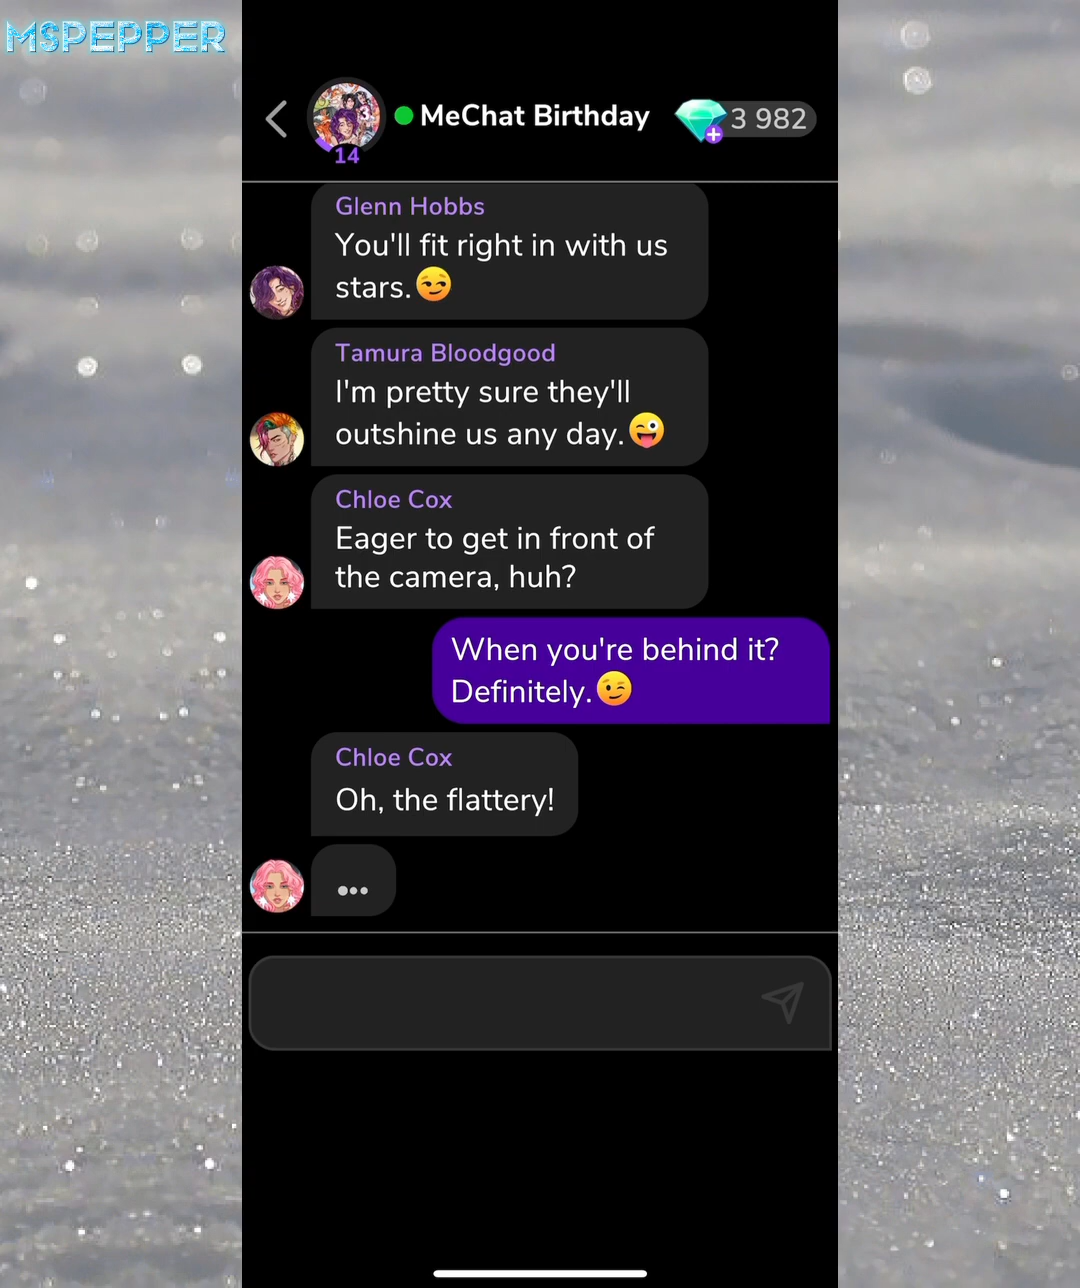 MSPEPPER
MeChat Birthday
3 982
14
Glenn Hobbs
You'll fit right in with us
stars.😏
Tamura Bloodgood
I'm pretty sure they'll
outshine us any day.😜
Chloe Cox
Eager to get in front of
the camera, huh?
When you're behind it?
Definitely.😉
Chloe Cox
Oh, the flattery!
...